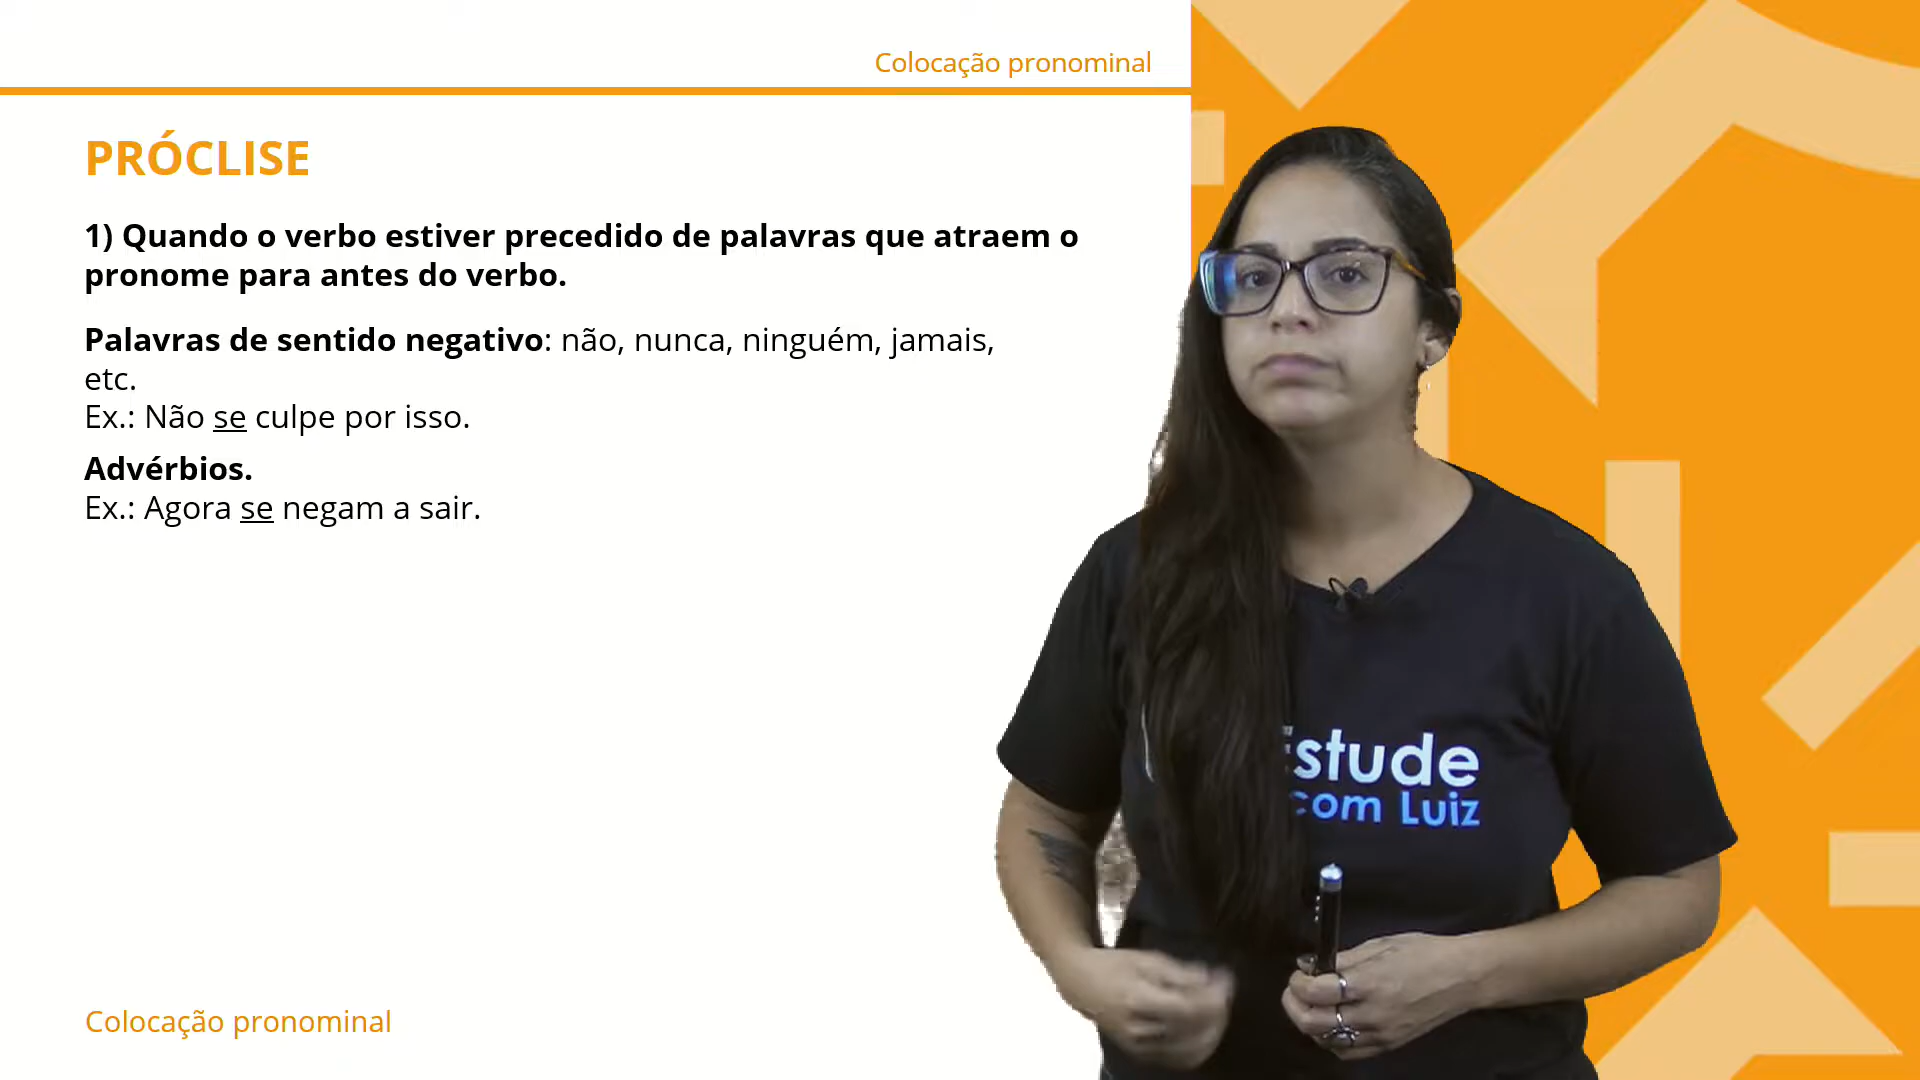 Colocação pronominal
PRÓCLISE
1) Quando o verbo estiver precedido de palavras que atraem o
pronome para antes do verbo.
Palavras de sentido negativo: não, nunca, ninguém, jamais,
etc.
Ex.: Não se culpe por isso.
Advérbios.
Ex.: Agora se negam a sair.
Estude
com Luiz
Colocação pronominal